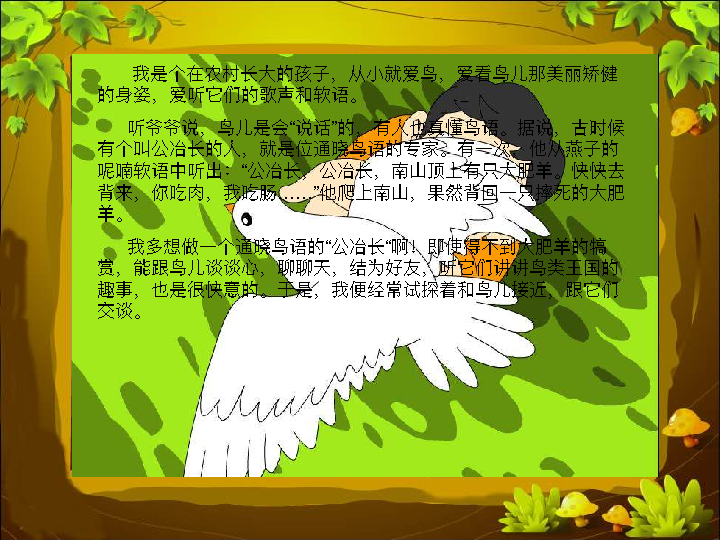 我是个在农村长大的孩子，从小就爱鸟，爱看鸟儿那美丽矫健
的身姿，爱听它们的歌声和软语。
听爷爷说，鸟儿是会“说话”的，有人也真懂鸟语。据说，古时候
有个叫公冶长的人，就是位通晓鸟语的专家。有一次，他从燕子的
呢喃软语中听出：“公冶长，公冶长，南山顶上有只大肥羊。快快去
背来，你吃肉，我吃肠……”他爬上南山，果然背回一只摔死的大肥
羊。
我多想做一个通晓鸟语的“公冶长“啊！即使得不到大肥羊的犒
赏，能跟鸟儿谈谈心，聊聊天，结为好友，听它们讲讲鸟类王国的
趣事，也是很快意的。于是，我便经常试探着和鸟儿接近，跟它们
交谈。